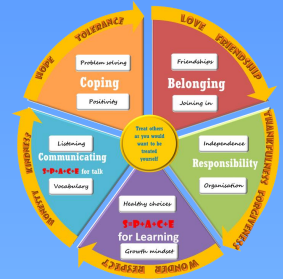 HOPE
TOLERANCE
LOVE
FRIENDSHIP
THANKFULNESS
FORGIVENESS
WONDER
RESPECT
HONESTY
KINDNESS
Problem solving
Coping
Positivity
Friendships
Belonging
Joining in
Listening
Communicating
S*P*A*C*E for talk
Vocabulary
Trust others
as you would
want to be
treated
yourself
Independence
Responsibility
Organisation
Healthy choices
S*P*A*C*E
for Learning
Growth mindset